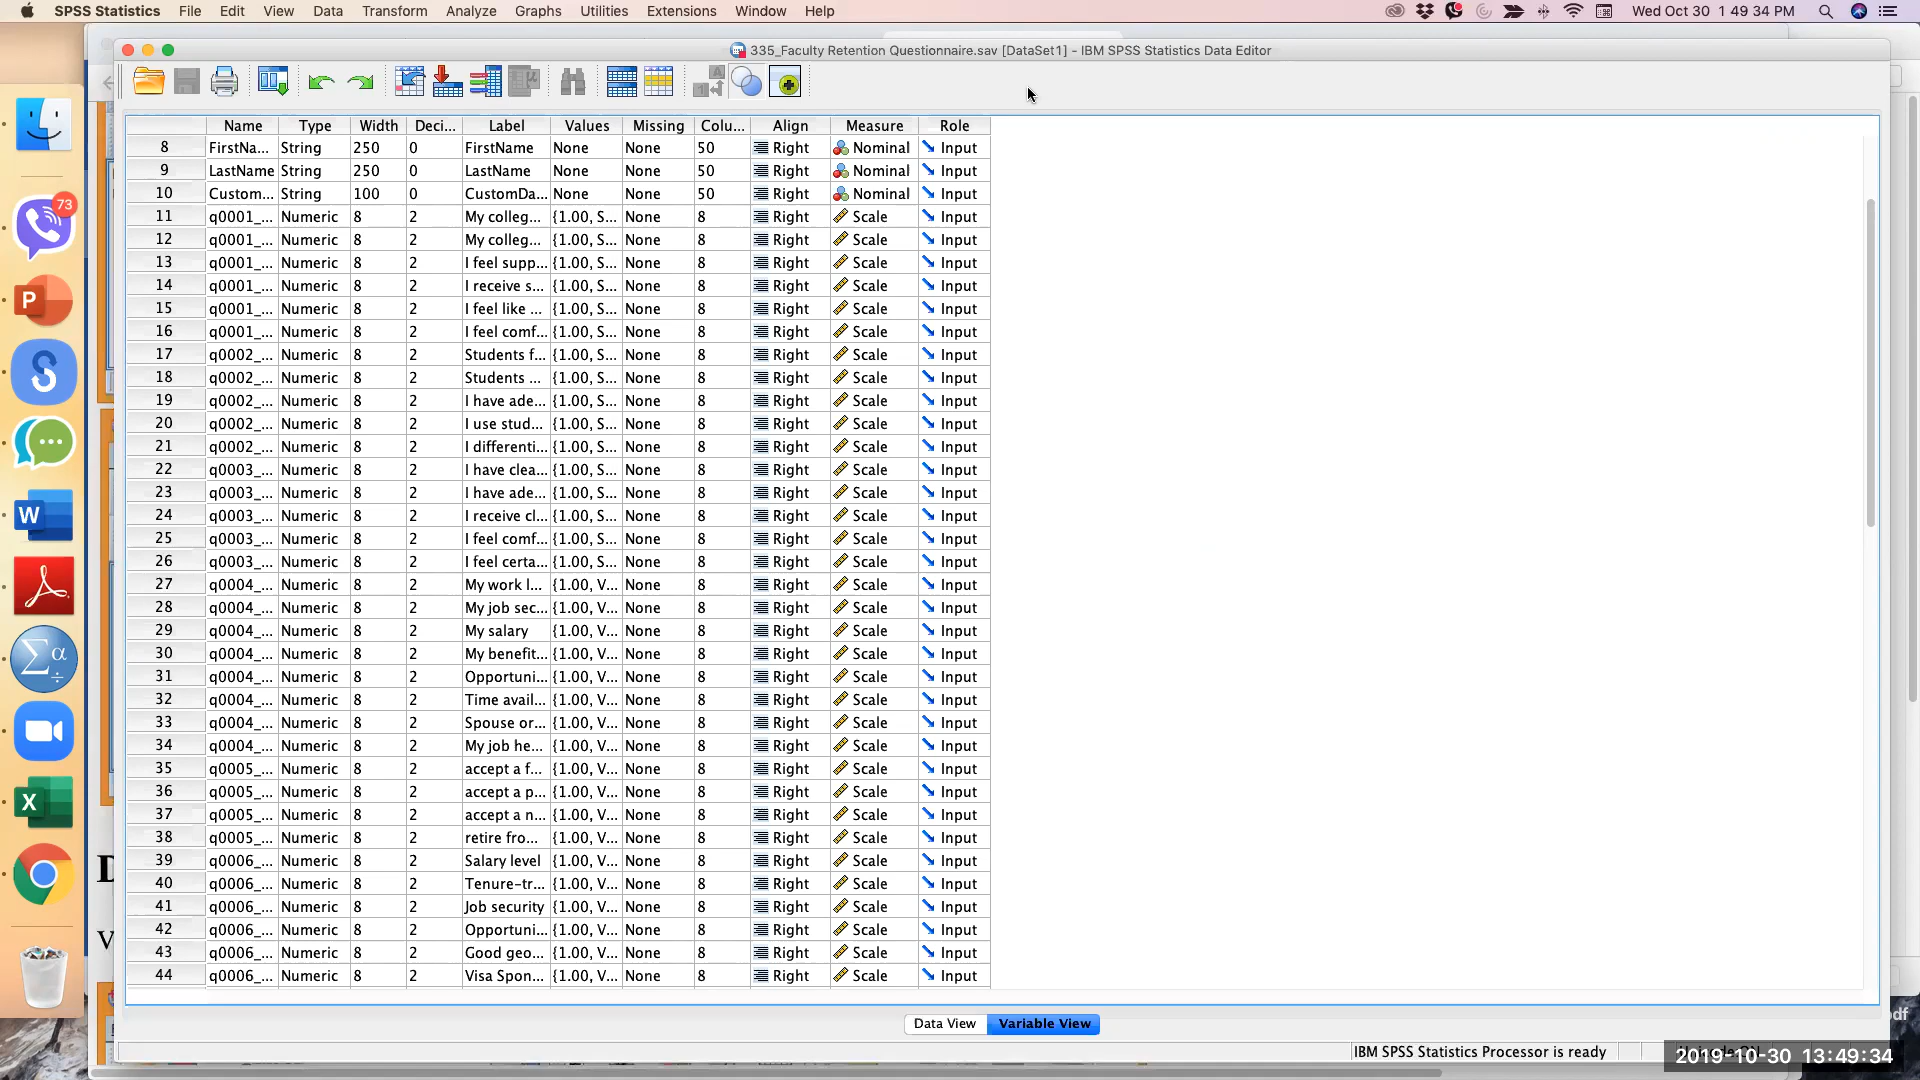 SPSS Statistics File Edit View Data Transform Analyze Graphs Utilities Extensions Window Help Wed Oct 30 1 49 34 PM
335_Faculty Retention Questionnaire.sav [DataSet1] - IBM SPSS Statistics Data Editor
Name Type Width Deci... Label Values Missing Colu... Align Measure Role
8 FirstNa... String 250 0 FirstName None None 50 Right Nominal Input
9 LastName String 250 0 LastName None None 50 Right Nominal Input
10 Custom... String 100 0 CustomDa... None None 50 Right Nominal Input
11 q0001_... Numeric 8 2 My colleg... {1.00, S... None 8 Right Scale Input
12 q0001_... Numeric 8 2 My colleg... {1.00, S... None 8 Right Scale Input
13 q0001_... Numeric 8 2 I feel supp... {1.00, S... None 8 Right Scale Input
14 q0001_... Numeric 8 2 I receive s... {1.00, S... None 8 Right Scale Input
15 q0001_... Numeric 8 2 I feel like ... {1.00, S... None 8 Right Scale Input
16 q0001_... Numeric 8 2 I feel comf... {1.00, S... None 8 Right Scale Input
17 q0002_... Numeric 8 2 Students f... {1.00, S... None 8 Right Scale Input
18 q0002_... Numeric 8 2 Students ... {1.00, S... None 8 Right Scale Input
19 q0002_... Numeric 8 2 I have ade... {1.00, S... None 8 Right Scale Input
20 q0002_... Numeric 8 2 I use stud... {1.00, S... None 8 Right Scale Input
21 q0002_... Numeric 8 2 I differenti... {1.00, S... None 8 Right Scale Input
22 q0003_... Numeric 8 2 I have clea... {1.00, S... None 8 Right Scale Input
23 q0003_... Numeric 8 2 I have ade... {1.00, S... None 8 Right Scale Input
24 q0003_... Numeric 8 2 I receive cl... {1.00, S... None 8 Right Scale Input
25 q0003_... Numeric 8 2 I feel comf... {1.00, S... None 8 Right Scale Input
26 q0003_... Numeric 8 2 I feel certa... {1.00, S... None 8 Right Scale Input
27 q0004_... Numeric 8 2 My work l... {1.00, V... None 8 Right Scale Input
28 q0004_... Numeric 8 2 My job sec... {1.00, V... None 8 Right Scale Input
29 q0004_... Numeric 8 2 My salary {1.00, V... None 8 Right Scale Input
30 q0004_... Numeric 8 2 My benefit... {1.00, V... None 8 Right Scale Input
31 q0004_... Numeric 8 2 Opportuni... {1.00, V... None 8 Right Scale Input
32 q0004_... Numeric 8 2 Time avail... {1.00, V... None 8 Right Scale Input
33 q0004_... Numeric 8 2 Spouse or... {1.00, V... None 8 Right Scale Input
34 q0004_... Numeric 8 2 My job he... {1.00, V... None 8 Right Scale Input
35 q0005_... Numeric 8 2 accept a f... {1.00, V... None 8 Right Scale Input
36 q0005_... Numeric 8 2 accept a p... {1.00, V... None 8 Right Scale Input
37 q0005_... Numeric 8 2 accept a n... {1.00, V... None 8 Right Scale Input
38 q0005_... Numeric 8 2 retire fro... {1.00, V... None 8 Right Scale Input
39 q0006_... Numeric 8 2 Salary level {1.00, V... None 8 Right Scale Input
40 q0006_... Numeric 8 2 Tenure-tr... {1.00, V... None 8 Right Scale Input
41 q0006_... Numeric 8 2 Job security {1.00, V... None 8 Right Scale Input
42 q0006_... Numeric 8 2 Opportuni... {1.00, V... None 8 Right Scale Input
43 q0006_... Numeric 8 2 Good geo... {1.00, V... None 8 Right Scale Input
44 q0006_... Numeric 8 2 Visa Spon... {1.00, V... None 8 Right Scale Input
Data View Variable View
IBM SPSS Statistics Processor is ready
2019-10-30 13:49:34
73
P
W
X
D
V
df